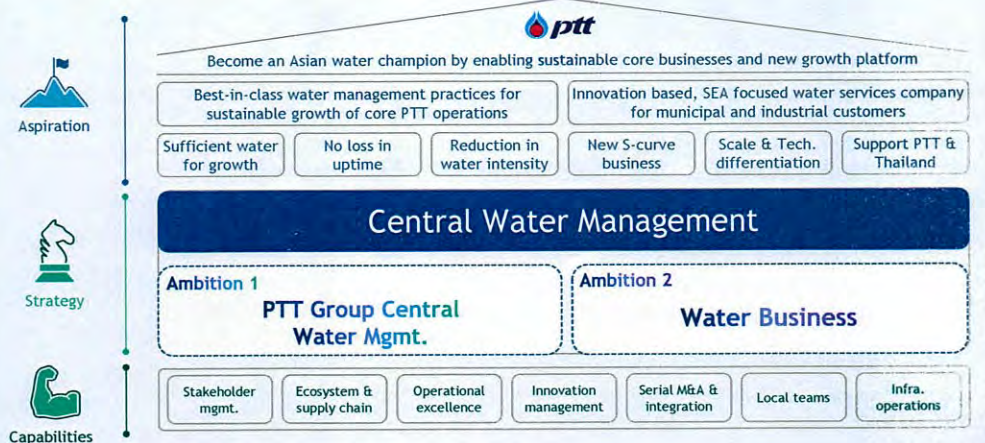 ptt
Become an Asian water champion by enabling sustainable core businesses and new growth platform
Aspiration
Best-in-class water management practices for
sustainable growth of core PTT operations
Innovation based, SEA focused water services company
for municipal and industrial customers
Sufficient water
for growth
No loss in
uptime
Reduction in
water intensity
New S-curve
business
Scale & Tech.
differentiation
Support PTT &
Thailand
Central Water Management
Strategy
Ambition 1
PTT Group Central
Water Mgmt.
Ambition 2
Water Business
Capabilities
Stakeholder
mgmt.
Ecosystem &
supply chain
Operational
excellence
Innovation
management
Serial M&A &
integration
Local teams
Infra.
operations